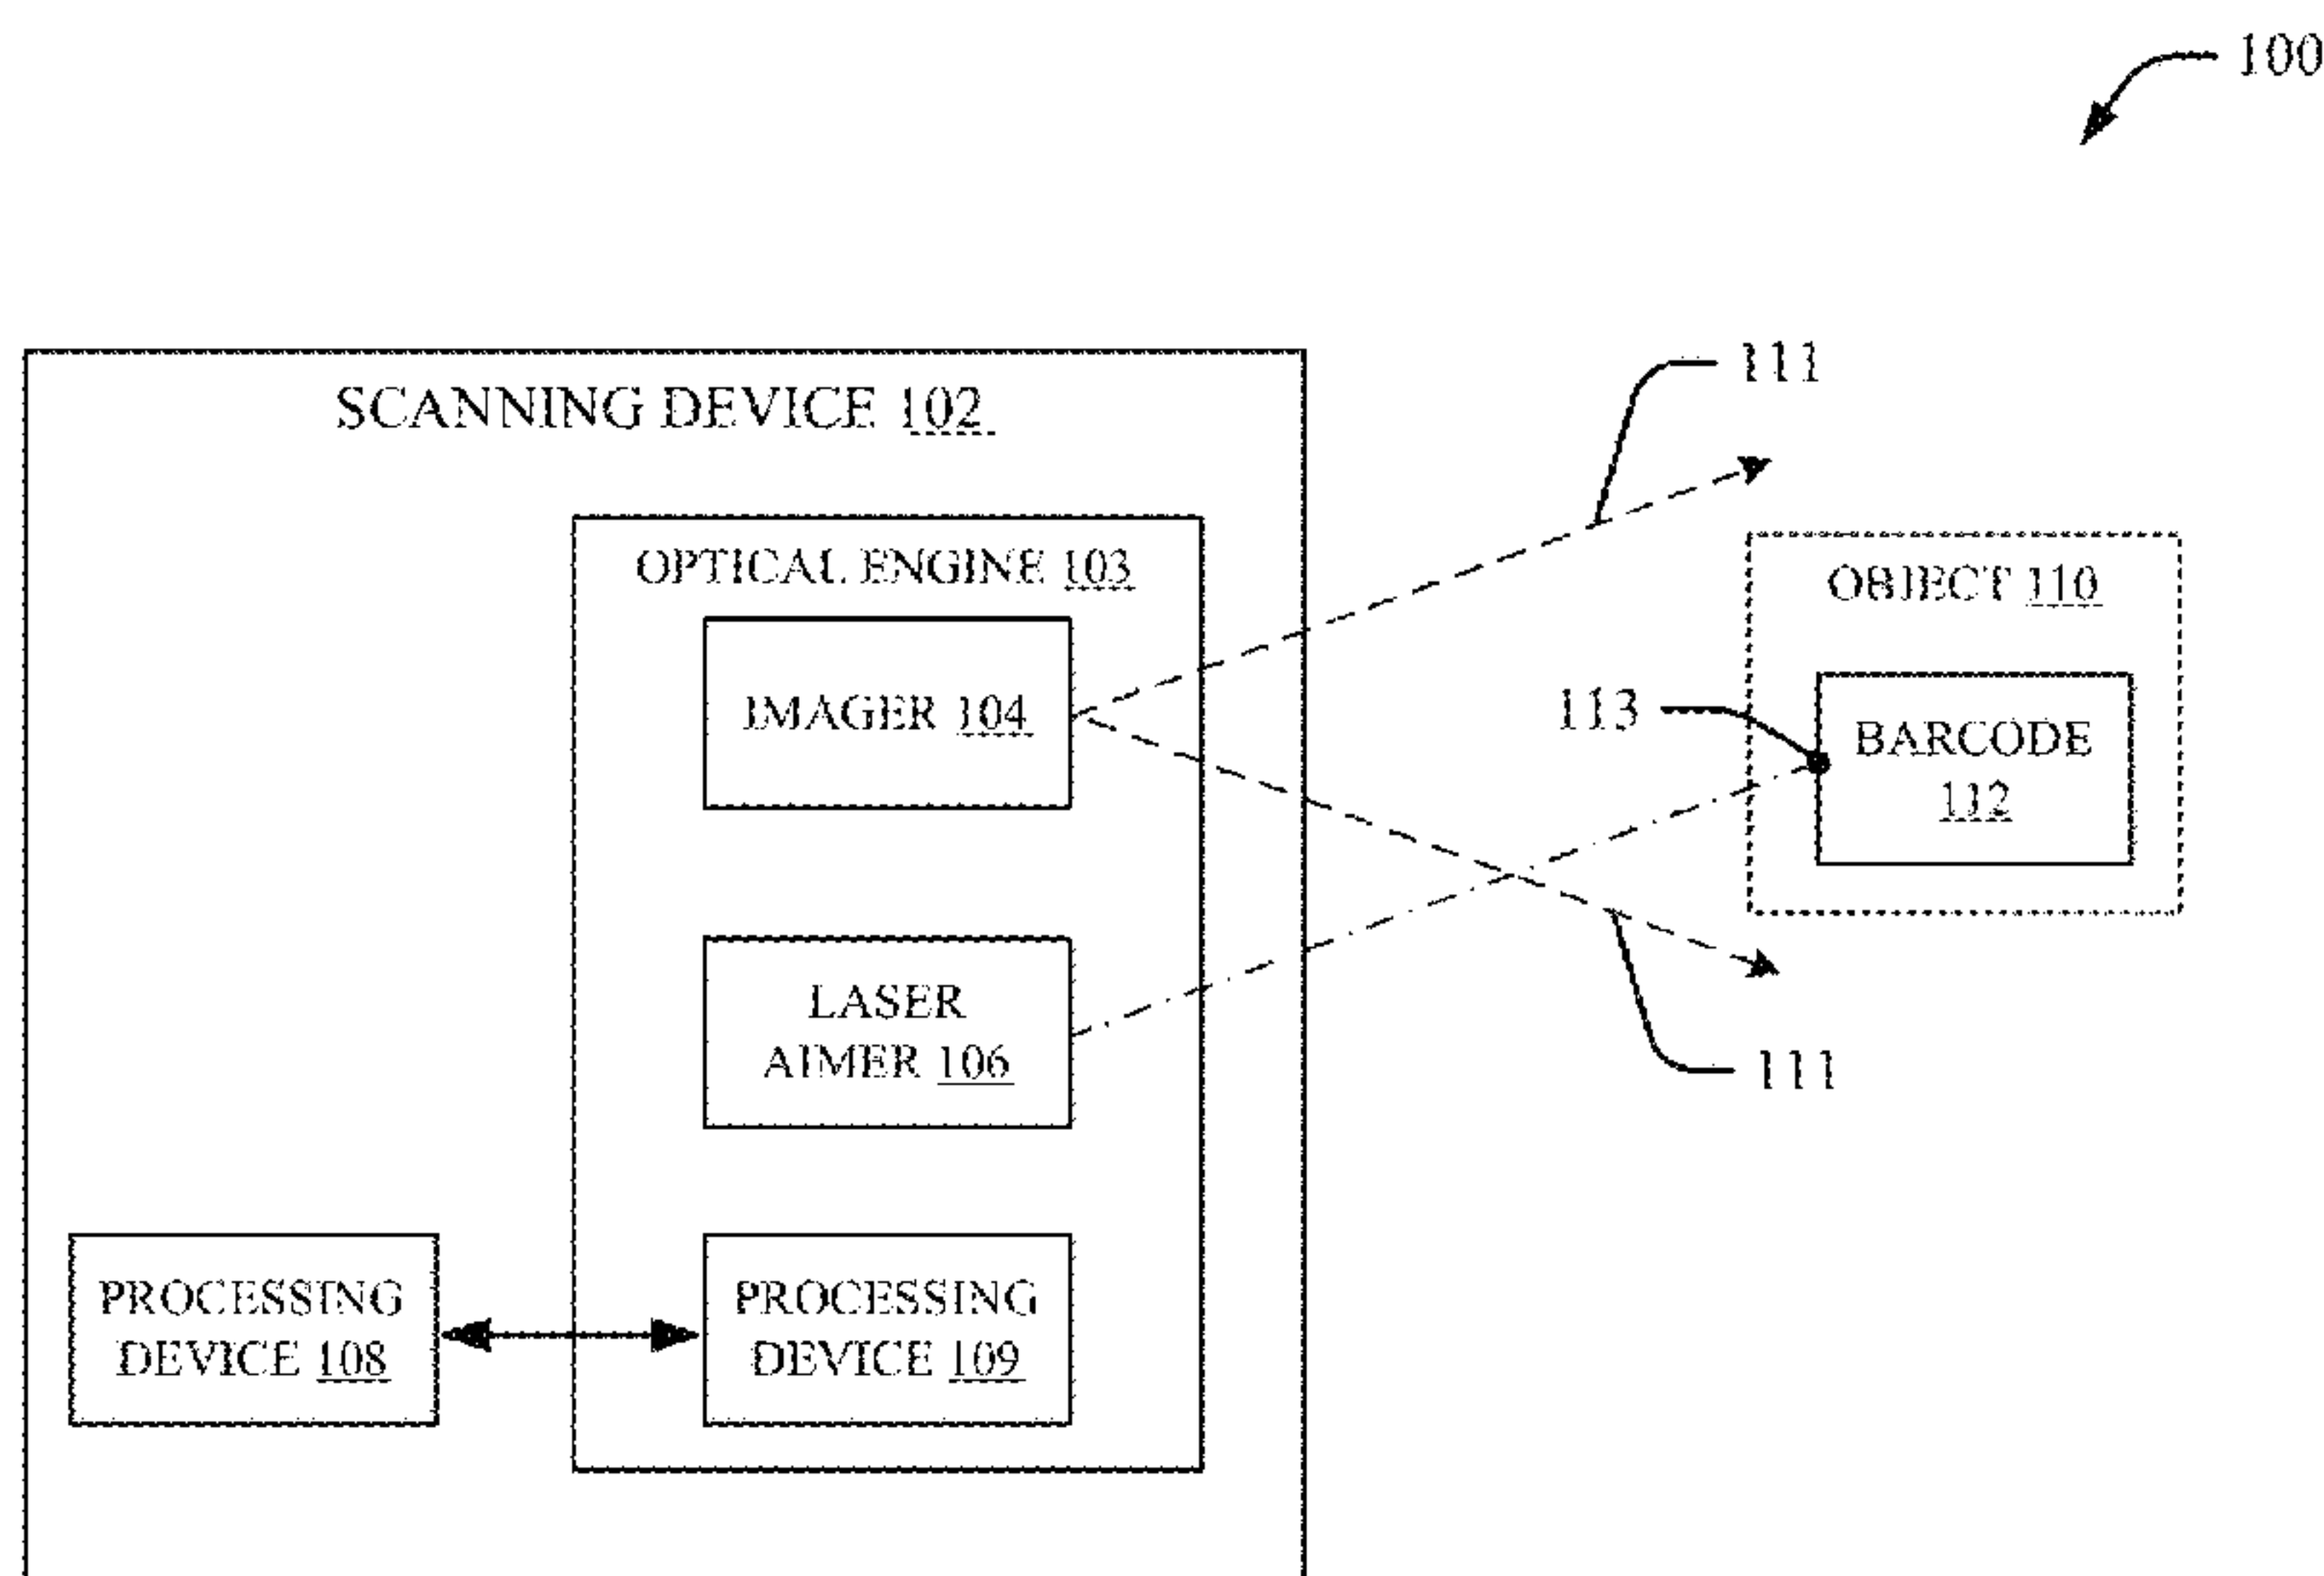 100
SCANNING DEVICE 102
111
OPTICAL ENGINE 103
OBJECT 110
IMAGER 104
113
BARCODE
112
LASER
AIMER 106
111
PROCESSING
DEVICE 108
PROCESSING
DEVICE 109